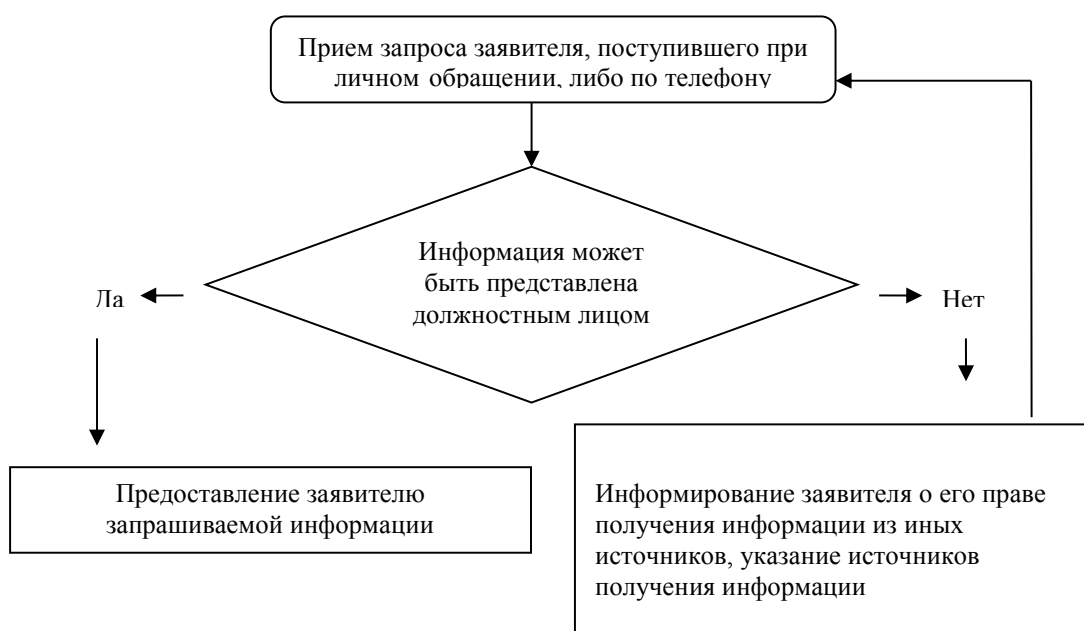 Прием запроса заявителя, поступившего при
личном обращении, либо по телефону
Информация может
быть представлена
должностным лицом
Да
Нет
Предоставление заявителю
запрашиваемой информации
Информирование заявителя о его праве
получения информации из иных
источников, указание источников
получения информации